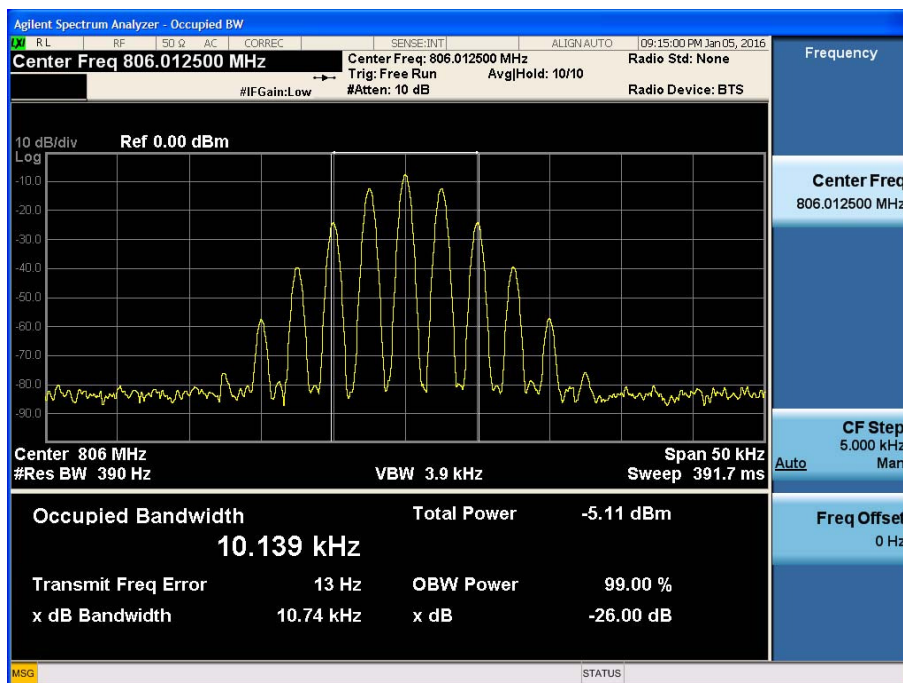 Agilent Spectrum Analyzer - Occupied BW
LXI RL RF 50 Ω AC CORREC SENSE:INT ALIGN AUTO 09:15:00 PM Jan 05, 2016
Center Freq 806.012500 MHz
Center Freq: 806.012500 MHz
Radio Std: None
Trig: Free Run Avg|Hold: 10/10
#IFGain:Low
#Atten: 10 dB
Radio Device: BTS
Frequency
10 dB/div Ref 0.00 dBm
Log
-10.0
-20.0
-30.0
-40.0
-50.0
-60.0
-70.0
-80.0
-90.0
Center Freq
806.012500 MHz
Center 806 MHz
Span 50 kHz
#Res BW 390 Hz
VBW 3.9 kHz
Sweep 391.7 ms
CF Step
5.000 kHz
Auto Man
Occupied Bandwidth
Total Power -5.11 dBm
10.139 kHz
Transmit Freq Error 13 Hz
OBW Power 99.00 %
x dB Bandwidth 10.74 kHz
x dB -26.00 dB
Freq Offset
0 Hz
MSG
STATUS